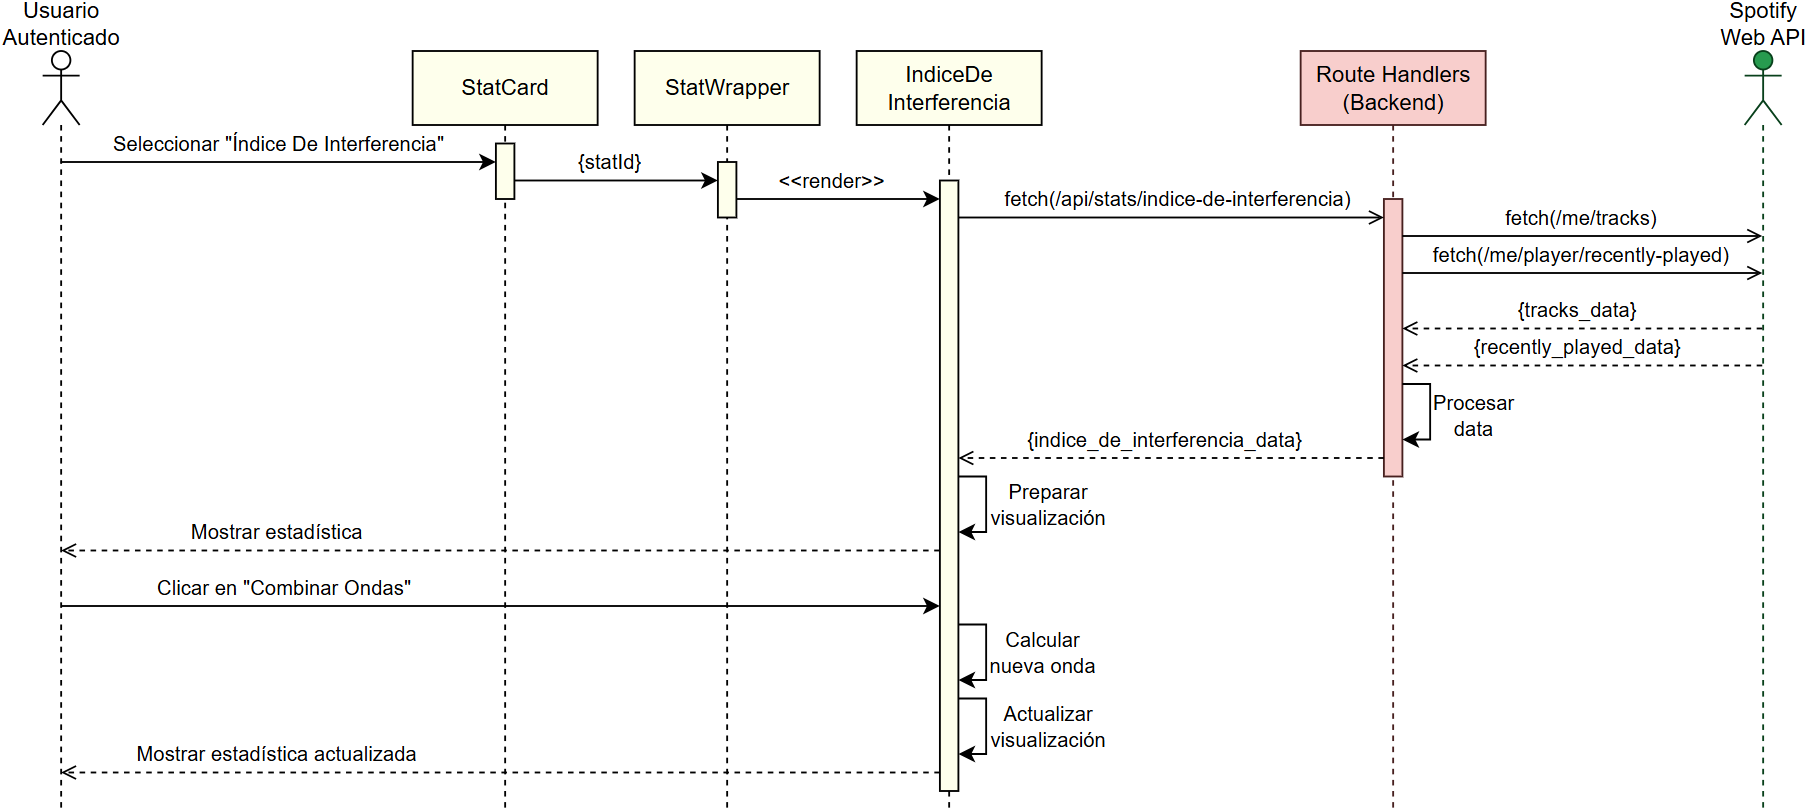 Usuario
Autenticado
Spotify
Web API
StatCard
StatWrapper
IndiceDe
Interferencia
Route Handlers
(Backend)
Seleccionar "Índice De Interferencia"
{statId}
<<render>>
fetch(/api/stats/indice-de-interferencia)
fetch(/me/tracks)
fetch(/me/player/recently-played)
{tracks_data}
{recently_played_data}
Procesar
data
{indice_de_interferencia_data}
Preparar
visualización
Mostrar estadística
Clicar en "Combinar Ondas"
Calcular
nueva onda
Actualizar
visualización
Mostrar estadística actualizada